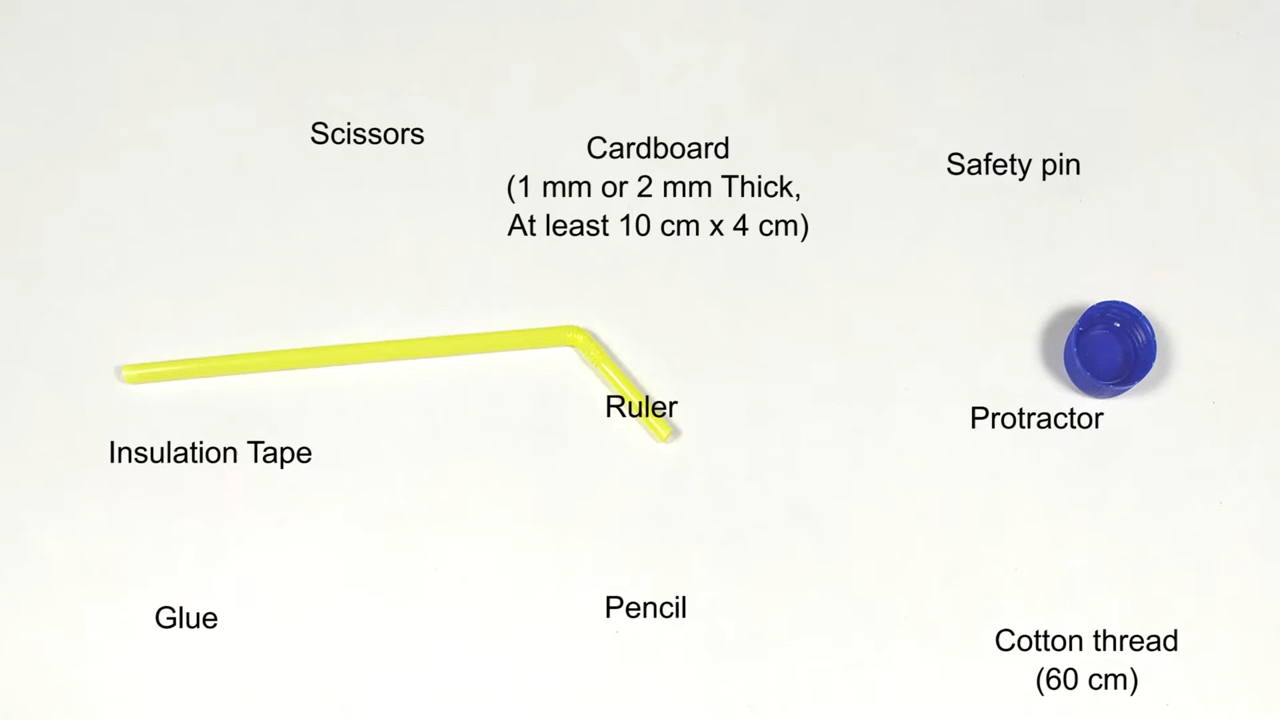 Scissors
Cardboard
(1 mm or 2 mm Thick,
At least 10 cm x 4 cm)
Safety pin
Ruler
Protractor
Insulation Tape
Glue
Pencil
Cotton thread
(60 cm)